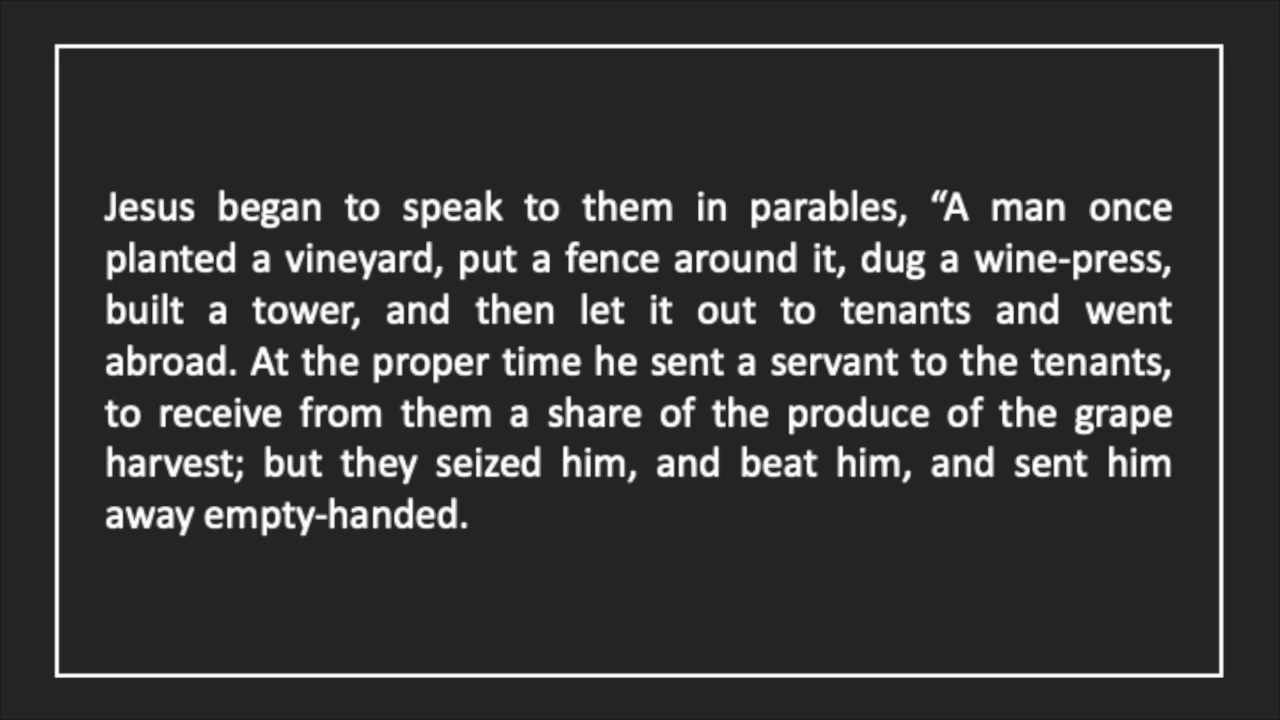 Jesus began to speak to them in parables, “A man once
planted a vineyard, put a fence around it, dug a wine-press,
built a tower, and then let it out to tenants and went
abroad. At the proper time he sent a servant to the tenants,
to receive from them a share of the produce of the grape
harvest; but they seized him, and beat him, and sent him
away empty-handed.